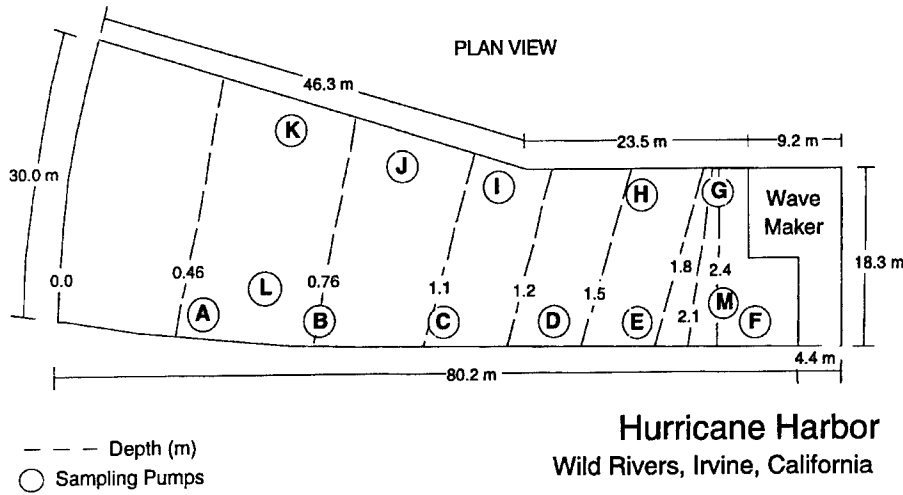 PLAN VIEW
46.3 m
23.5 m
9.2 m
30.0 m
K
J
I
H
G
Wave
Maker
18.3 m
0.0
0.46
L
0.76
1.1
1.2
1.5
1.8
2.4
2.1
M
A
B
C
D
E
F
4.4 m
80.2 m
Hurricane Harbor
Wild Rivers, Irvine, California
Depth (m)
Sampling Pumps